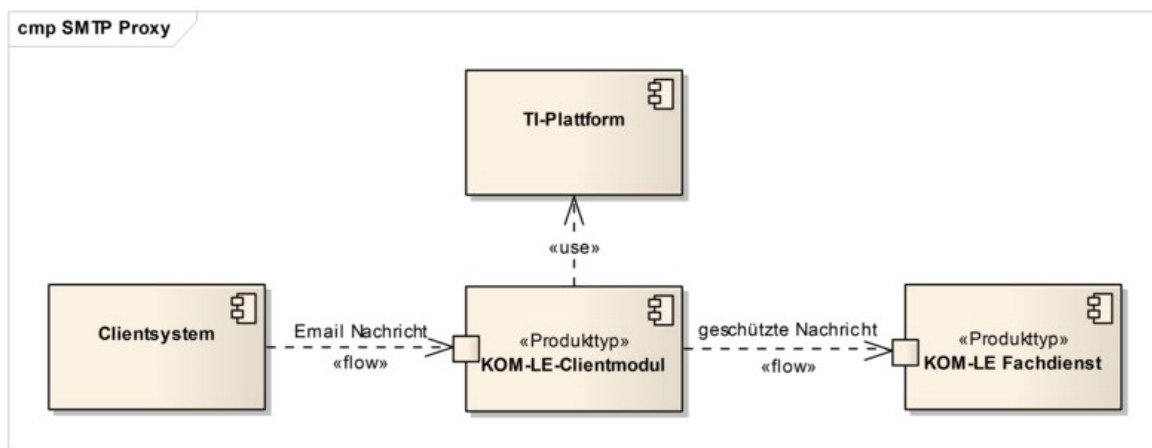 cmp SMTP Proxy
TI-Plattform
«use»
Clientsystem
Email Nachricht
«flow»
«Produkttyp»
KOM-LE-Clientmodul
geschützte Nachricht
«flow»
«Produkttyp»
KOM-LE Fachdienst